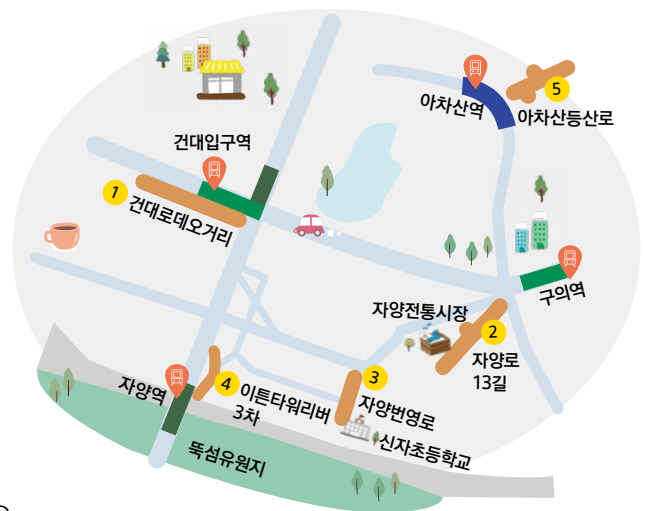 아차산역
5
아차산등산로
건대입구역
1
건대로데오거리
구의역
자양전통시장
2
자양로
13길
3
자양번영로
신자초등학교
자양역
4
이튼타워리버
3차
뚝섬유원지